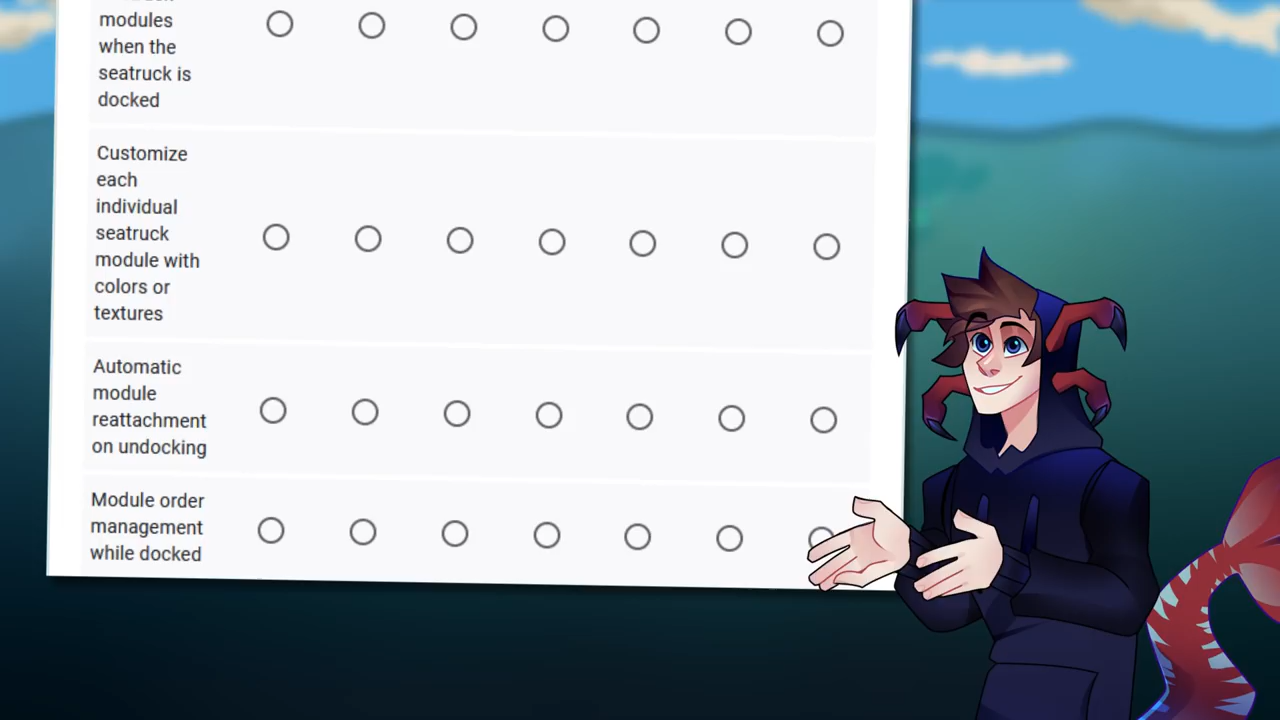 modules
when the
seatruck is
docked
Customize
each
individual
seatruck
module with
colors or
textures
Automatic
module
reattachment
on undocking
Module order
management
while docked